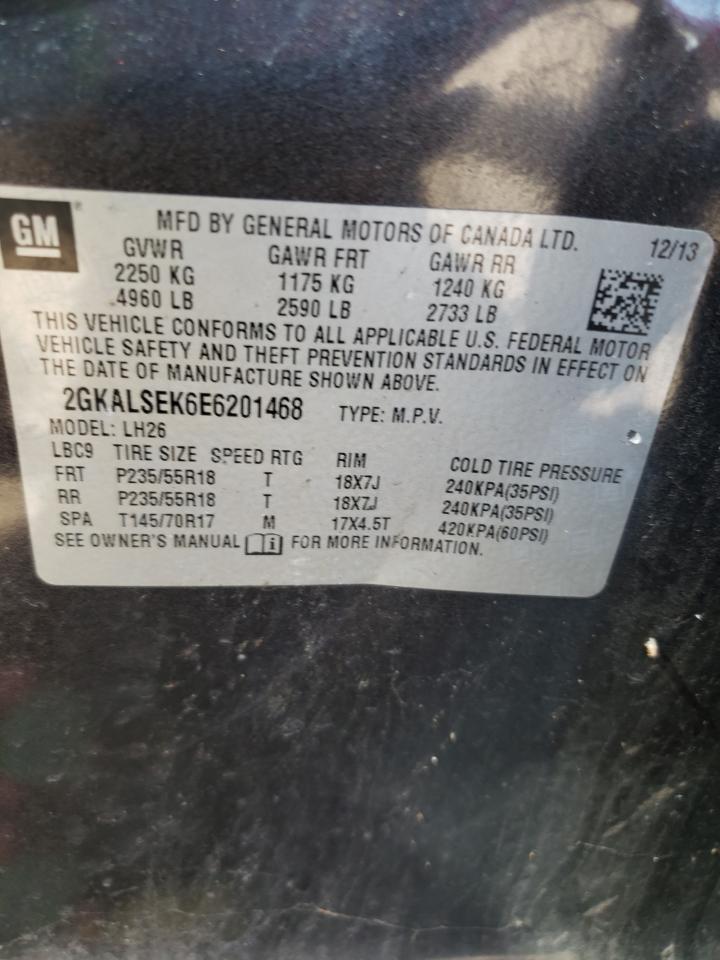 GM
MFD BY GENERAL MOTORS OF CANADA LTD. 12/13
GVWR GAWR FRT GAWR RR
2250 KG 1175 KG 1240 KG
4960 LB 2590 LB 2733 LB
THIS VEHICLE CONFORMS TO ALL APPLICABLE U.S. FEDERAL MOTOR
VEHICLE SAFETY AND THEFT PREVENTION STANDARDS IN EFFECT ON
THE DATE OF MANUFACTURE SHOWN ABOVE.
2GKALSEK6E6201468 TYPE: M.P.V.
MODEL: LH26
LBC9 TIRE SIZE SPEED RTG RIM COLD TIRE PRESSURE
FRT P235/55R18 T 18X7J 240KPA(35PSI)
RR P235/55R18 T 18X7J 240KPA(35PSI)
SPA T145/70R17 M 17X4.5T 420KPA(60PSI)
SEE OWNER'S MANUAL i FOR MORE INFORMATION.